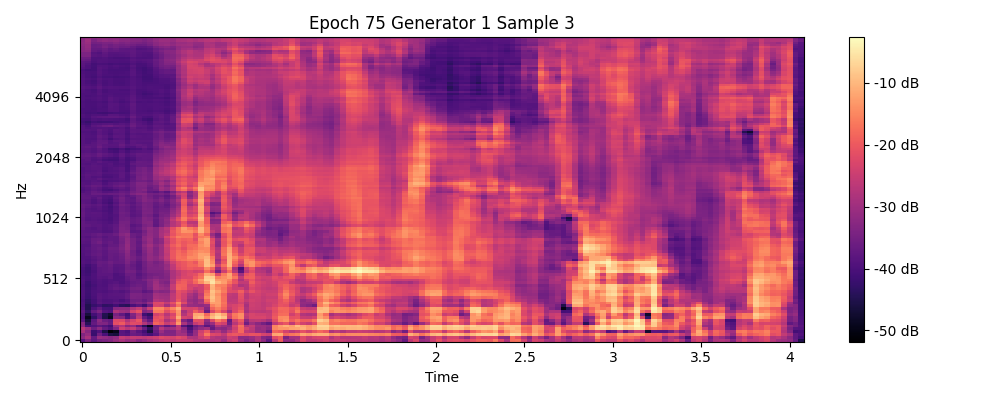 Epoch 75 Generator 1 Sample 3
Hz
4096
2048
1024
512
0
0 0.5 1 1.5 2 2.5 3 3.5 4
Time
-10 dB
-20 dB
-30 dB
-40 dB
-50 dB